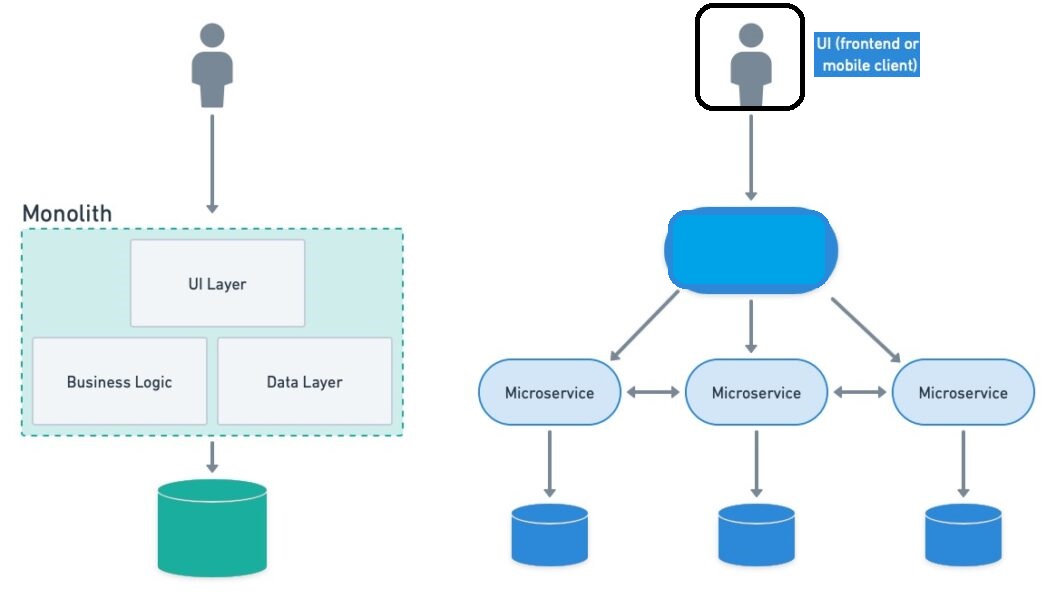 UI (frontend or
mobile client)
Monolith
UI Layer
Business Logic
Data Layer
Microservice
Microservice
Microservice